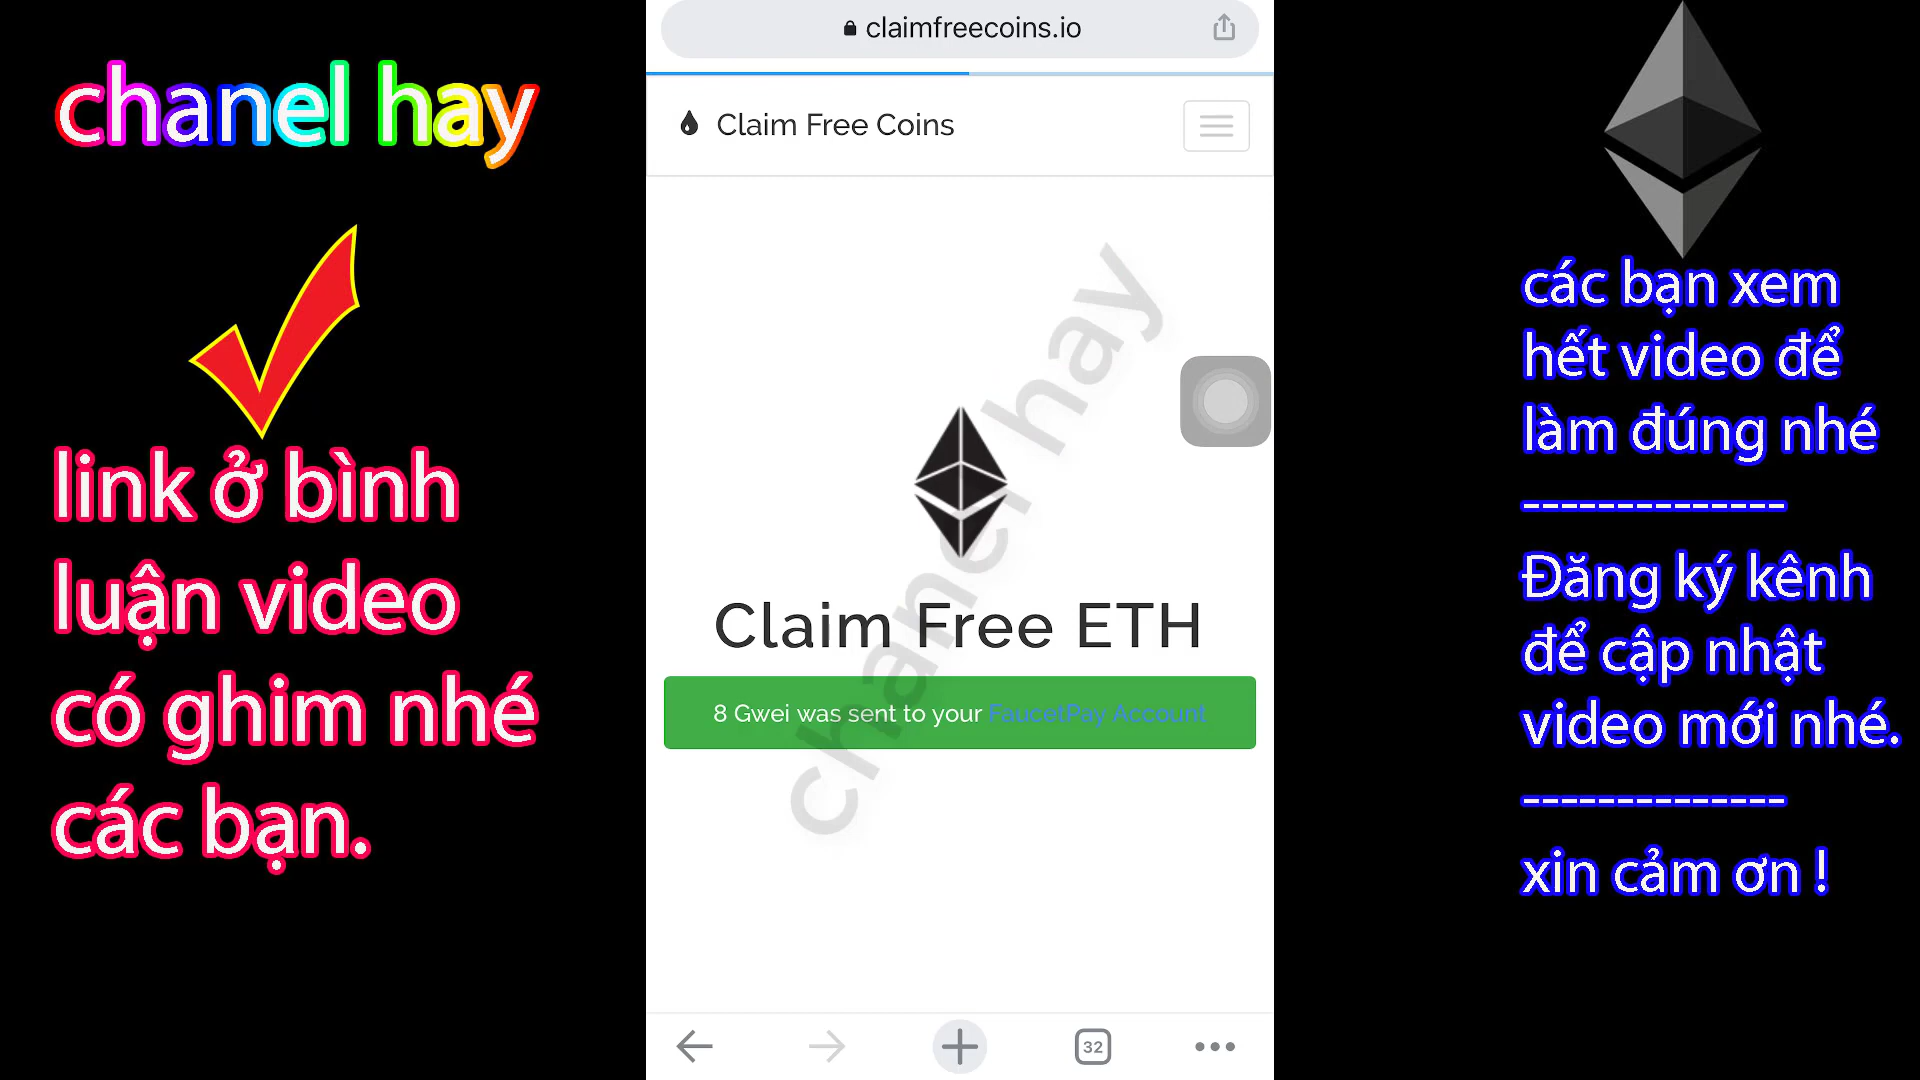 chanel hay
link ở bình
luận video
có ghim nhé
các bạn.
claimfreecoins.io
Claim Free Coins
chanel hay
Claim Free ETH
8 Gwei was sent to your FaucetPay Account
32
các bạn xem
hết video để
làm đúng nhé
--------------
Đăng ký kênh
để cập nhật
video mới nhé.
--------------
xin cảm ơn !